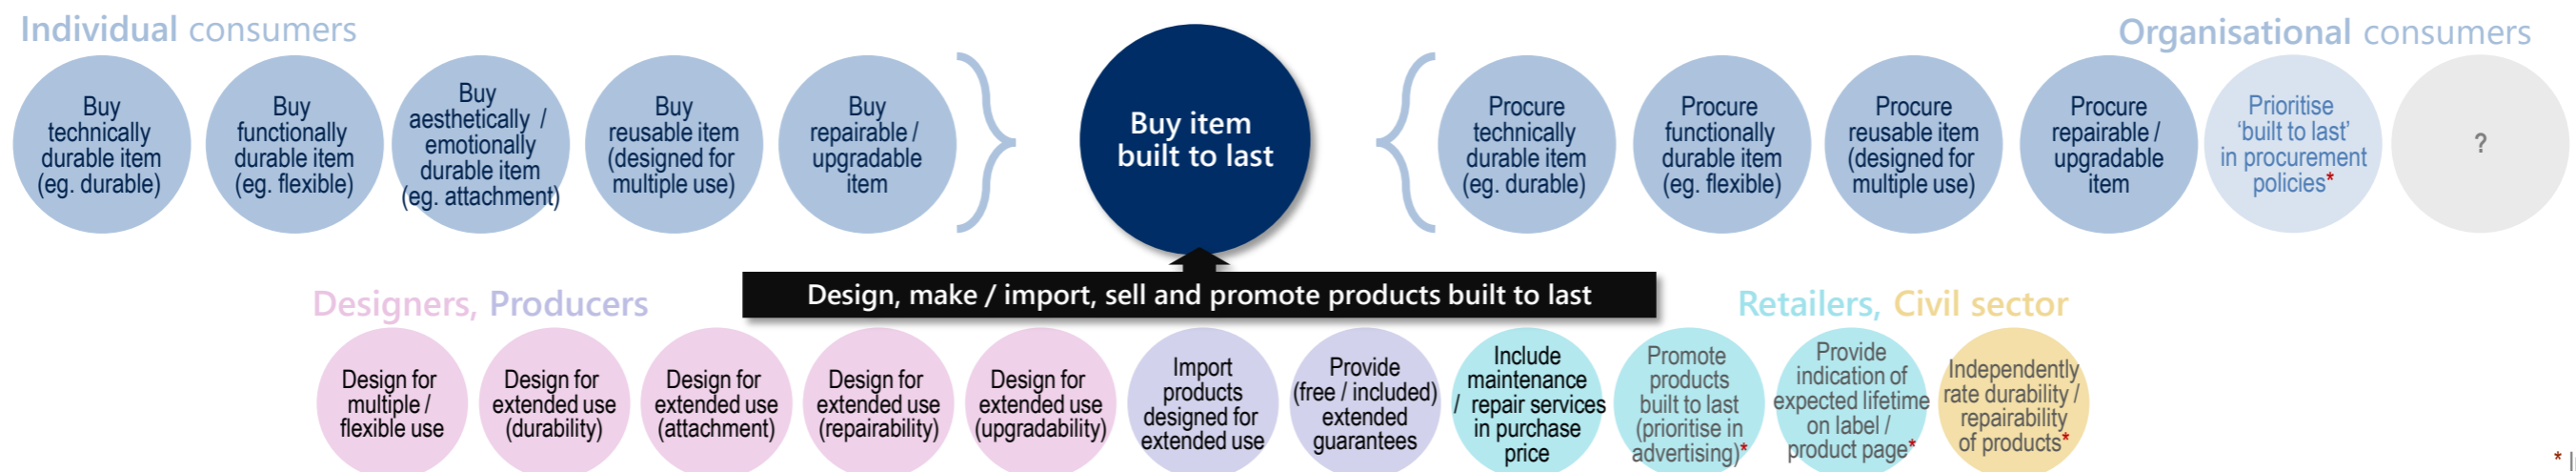 Individual consumers
Organisational consumers
Buy
technically
durable item
(eg. durable)
Buy
functionally
durable item
(eg. flexible)
Buy
aesthetically /
emotionally
durable item
(eg. attachment)
Buy
reusable item
(designed for
multiple use)
Buy
repairable /
upgradable
item
Buy item
built to last
Procure
technically
durable item
(eg. durable)
Procure
functionally
durable item
(eg. flexible)
Procure
reusable item
(designed for
multiple use)
Procure
repairable /
upgradable
item
Prioritise
‘built to last’
in procurement
policies*
?
Design, make / import, sell and promote products built to last
Designers, Producers
Retailers, Civil sector
Design for
multiple /
flexible use
Design for
extended use
(durability)
Design for
extended use
(attachment)
Design for
extended use
(repairability)
Design for
extended use
(upgradability)
Import
products
designed for
extended use
Provide
(free / included)
extended
guarantees
Include
maintenance
/ repair services
in purchase
price
Promote
products
built to last
(prioritise in
advertising)*
Provide
indication of
expected lifetime
on label /
product page*
Independently
rate durability /
repairability
of products*
*